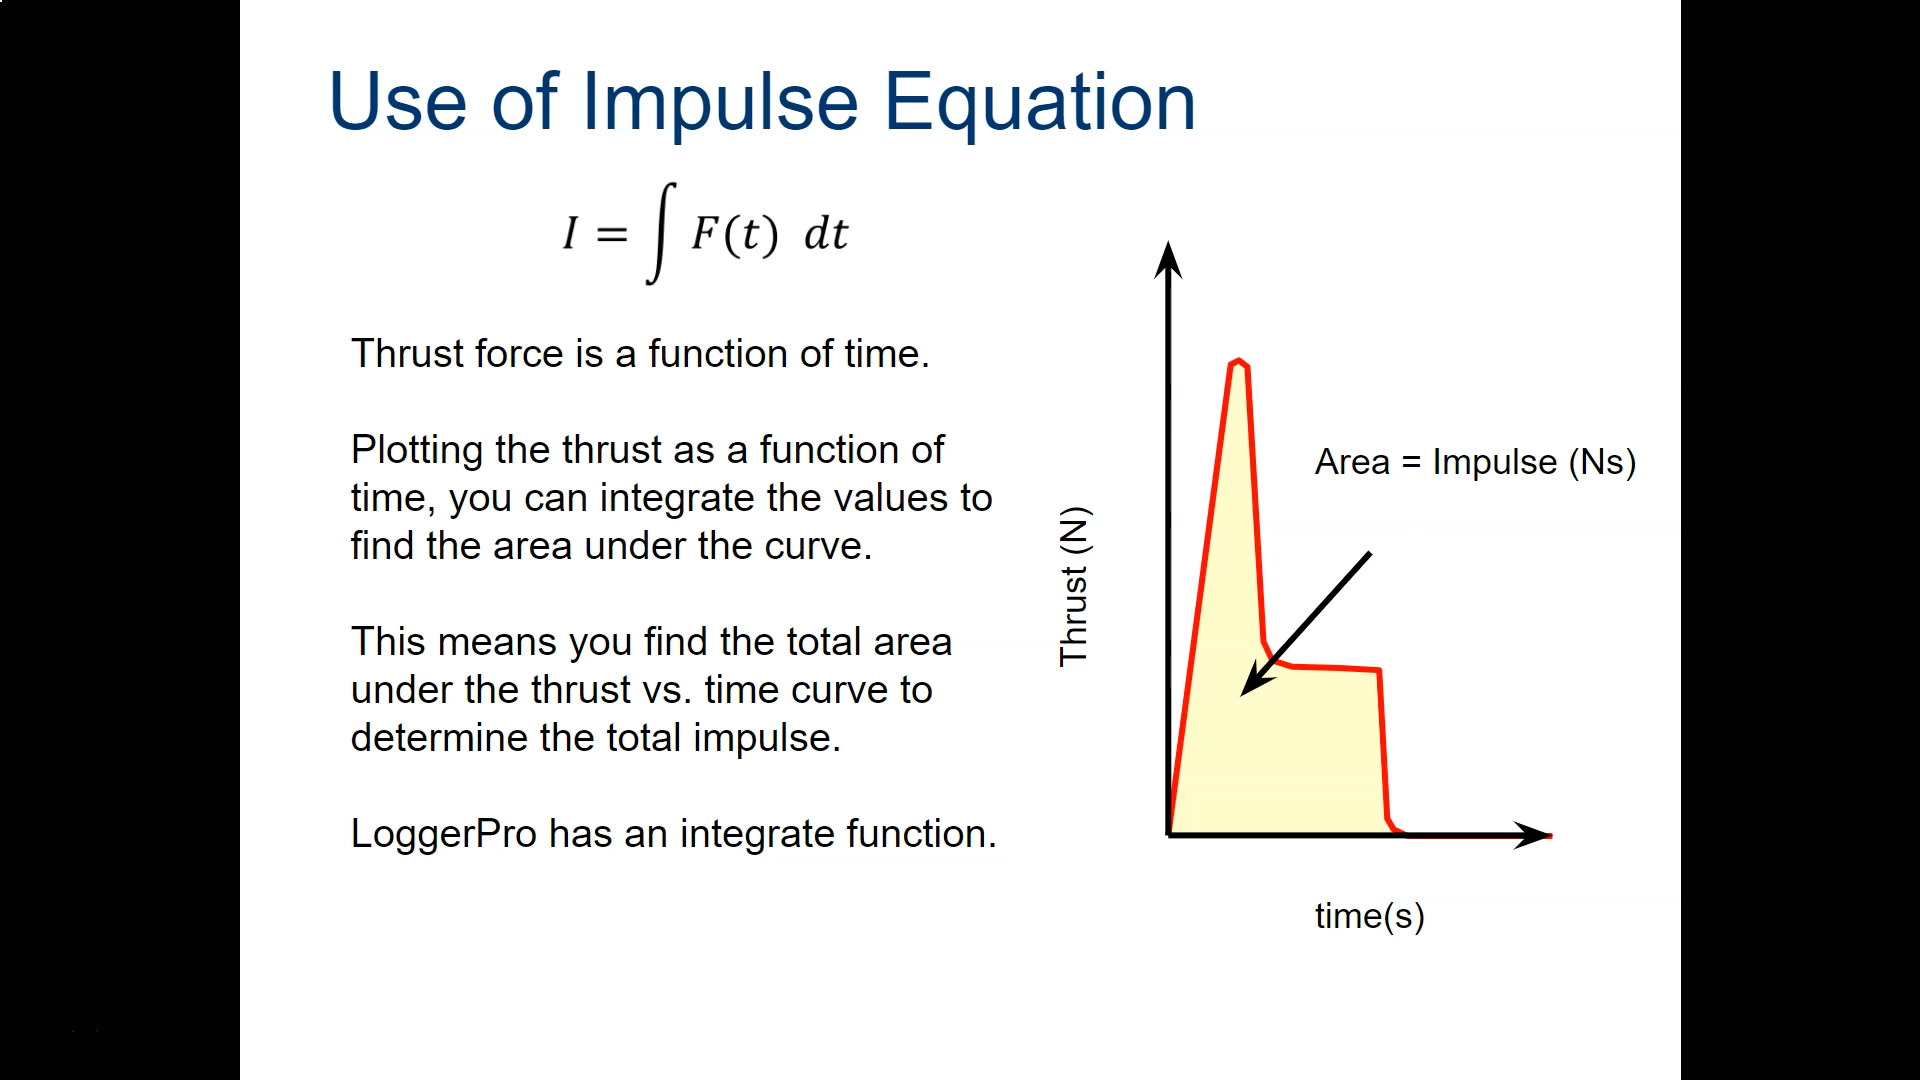 Use of Impulse Equation
I = ∫ F(t) dt
Thrust force is a function of time.
Plotting the thrust as a function of
time, you can integrate the values to
find the area under the curve.
This means you find the total area
under the thrust vs. time curve to
determine the total impulse.
LoggerPro has an integrate function.
Area = Impulse (Ns)
Thrust (N)
time(s)